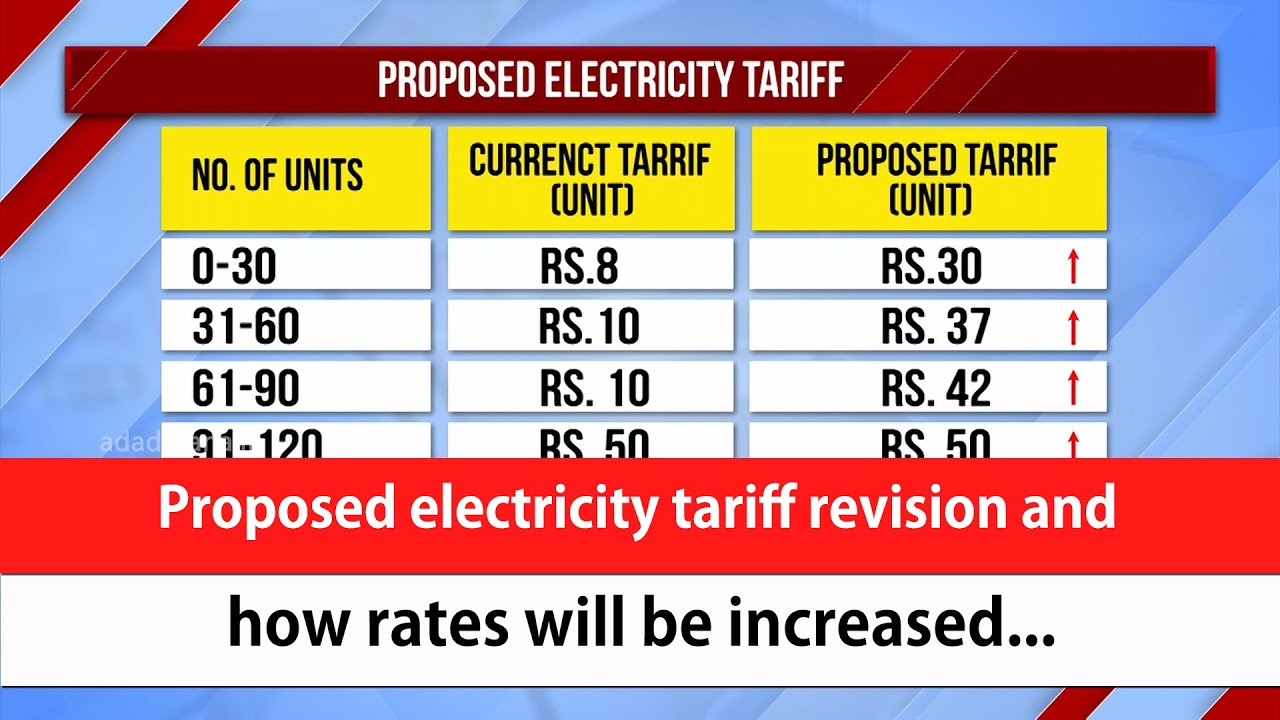 PROPOSED ELECTRICITY TARIFF
NO. OF UNITS
CURRENCT TARRIF
(UNIT)
PROPOSED TARRIF
(UNIT)
0-30 RS.8 RS.30
31-60 RS.10 RS. 37
61-90 RS. 10 RS. 42
91-120 RS. 50 RS. 50
Proposed electricity tariff revision and
how rates will be increased...